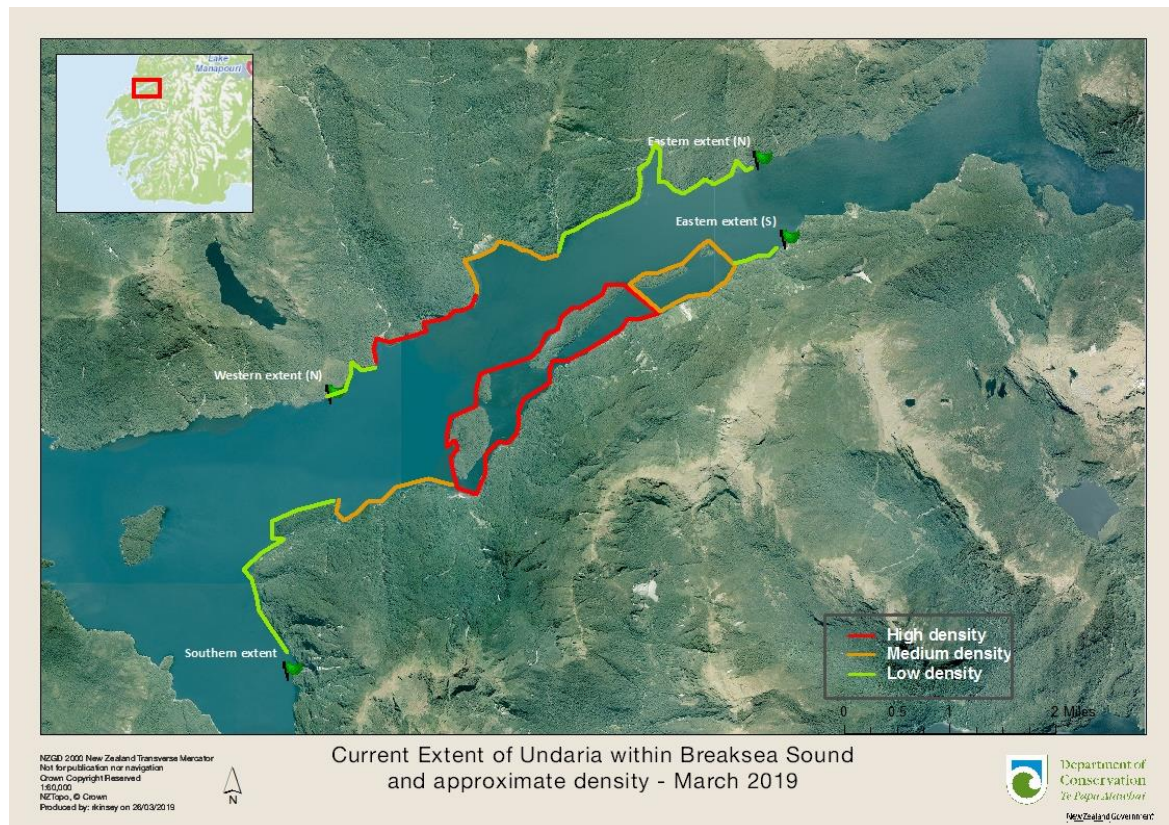 Lake
Manapouri
Eastern extent (N)
Eastern extent (S)
Western extent (N)
Southern extent
High density
Medium density
Low density
0 0.5 1 2 Miles
Current Extent of Undaria within Breaksea Sound
and approximate density - March 2019
NZGD 2000 New Zealand Transverse Mercator
Not for publication nor navigation
Crown Copyright Reserved
1:60,000
NZTopo, © Crown
Produced by: rkinsey on 26/03/2019
N
Department of
Conservation
Te Papa Atawhai
New Zealand Government